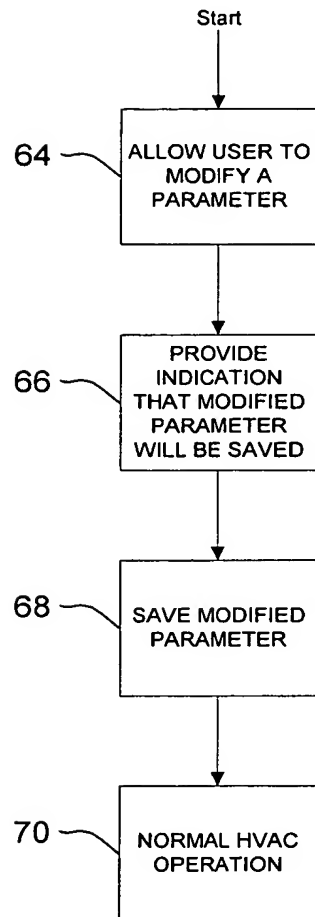 Start
64
ALLOW USER TO
MODIFY A
PARAMETER
66
PROVIDE
INDICATION
THAT MODIFIED
PARAMETER
WILL BE SAVED
68
SAVE MODIFIED
PARAMETER
70
NORMAL HVAC
OPERATION